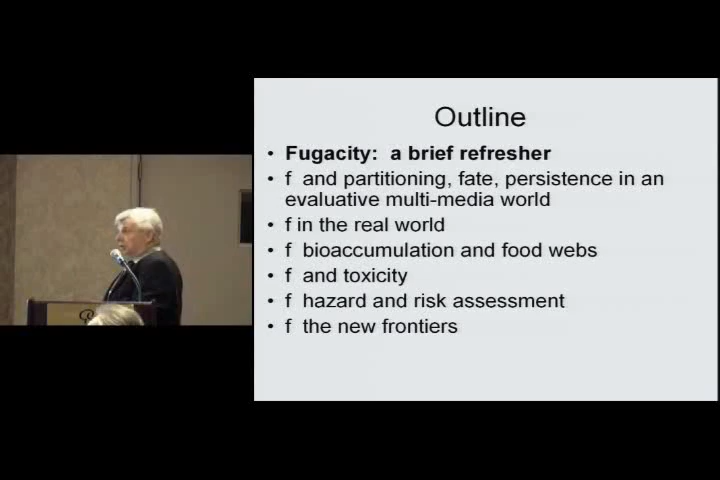 Outline
• Fugacity: a brief refresher
• f and partitioning, fate, persistence in an
evaluative multi-media world
• f in the real world
• f bioaccumulation and food webs
• f and toxicity
• f hazard and risk assessment
• f the new frontiers